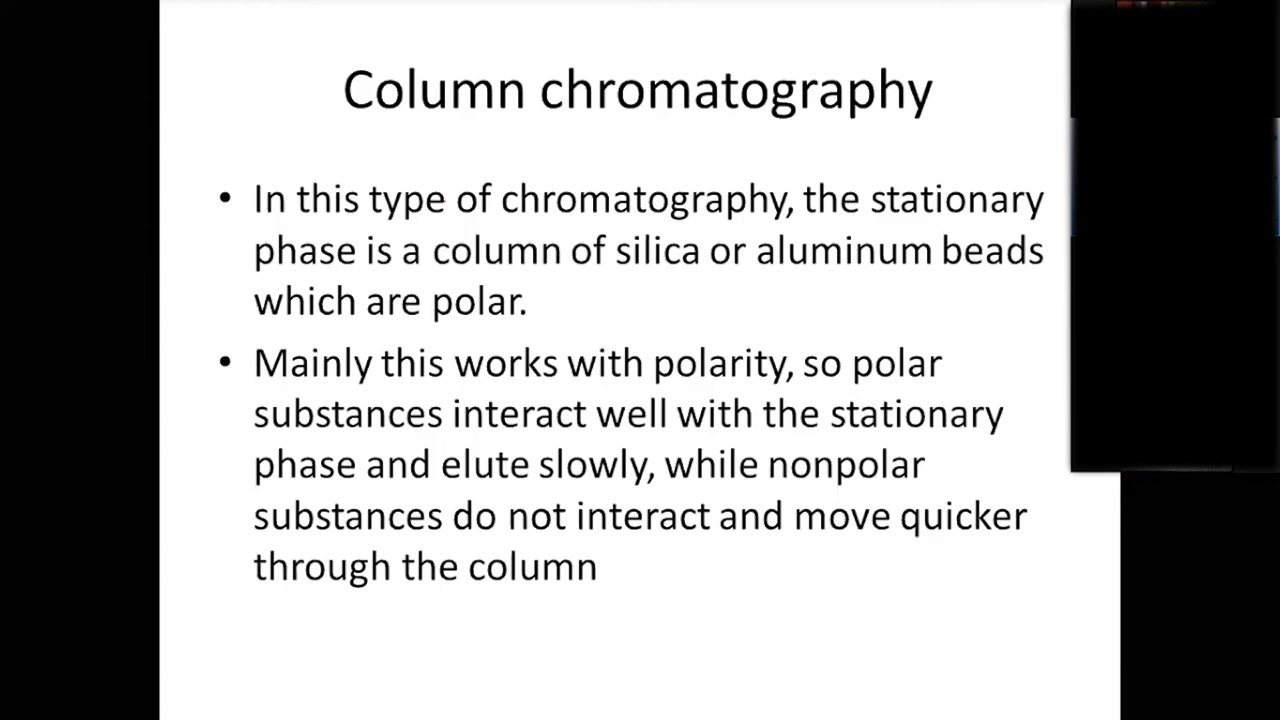 Column chromatography
• In this type of chromatography, the stationary
phase is a column of silica or aluminum beads
which are polar.
• Mainly this works with polarity, so polar
substances interact well with the stationary
phase and elute slowly, while nonpolar
substances do not interact and move quicker
through the column